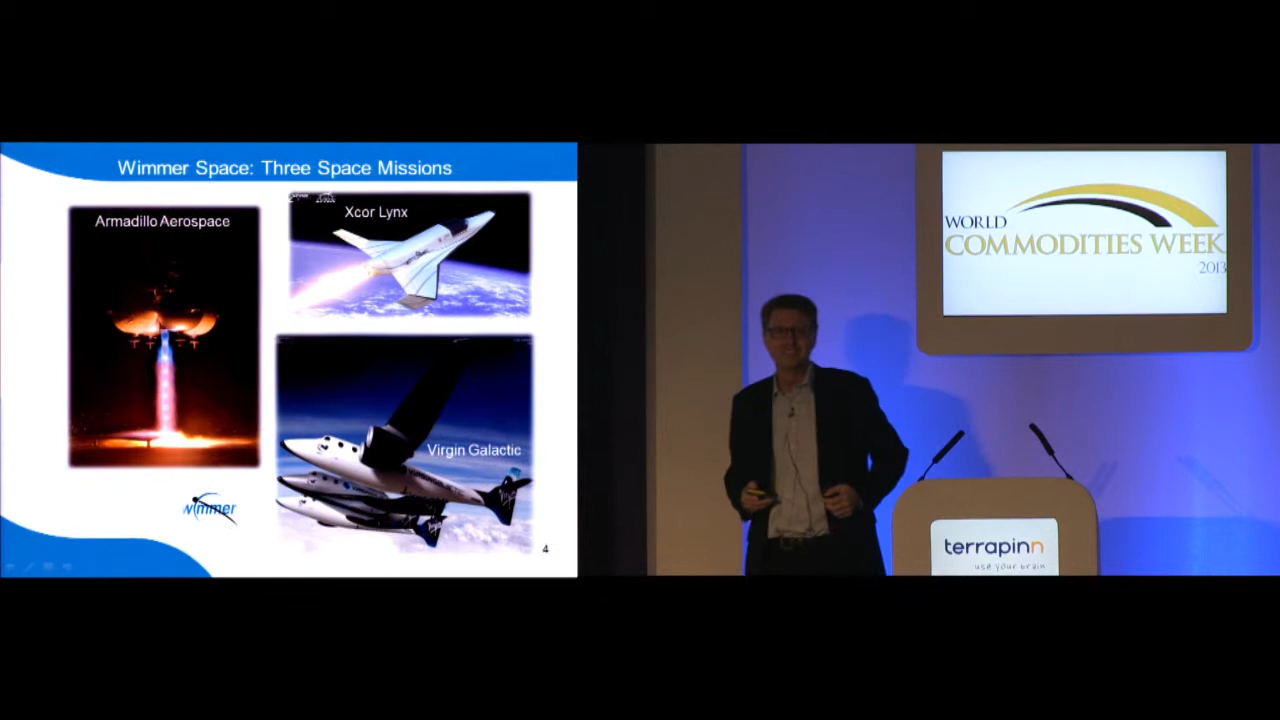 Wimmer Space: Three Space Missions
Armadillo Aerospace
Xcor Lynx
Virgin Galactic
wimmer
4
WORLD
COMMODITIES WEEK
2013
terrapinn
use your brain